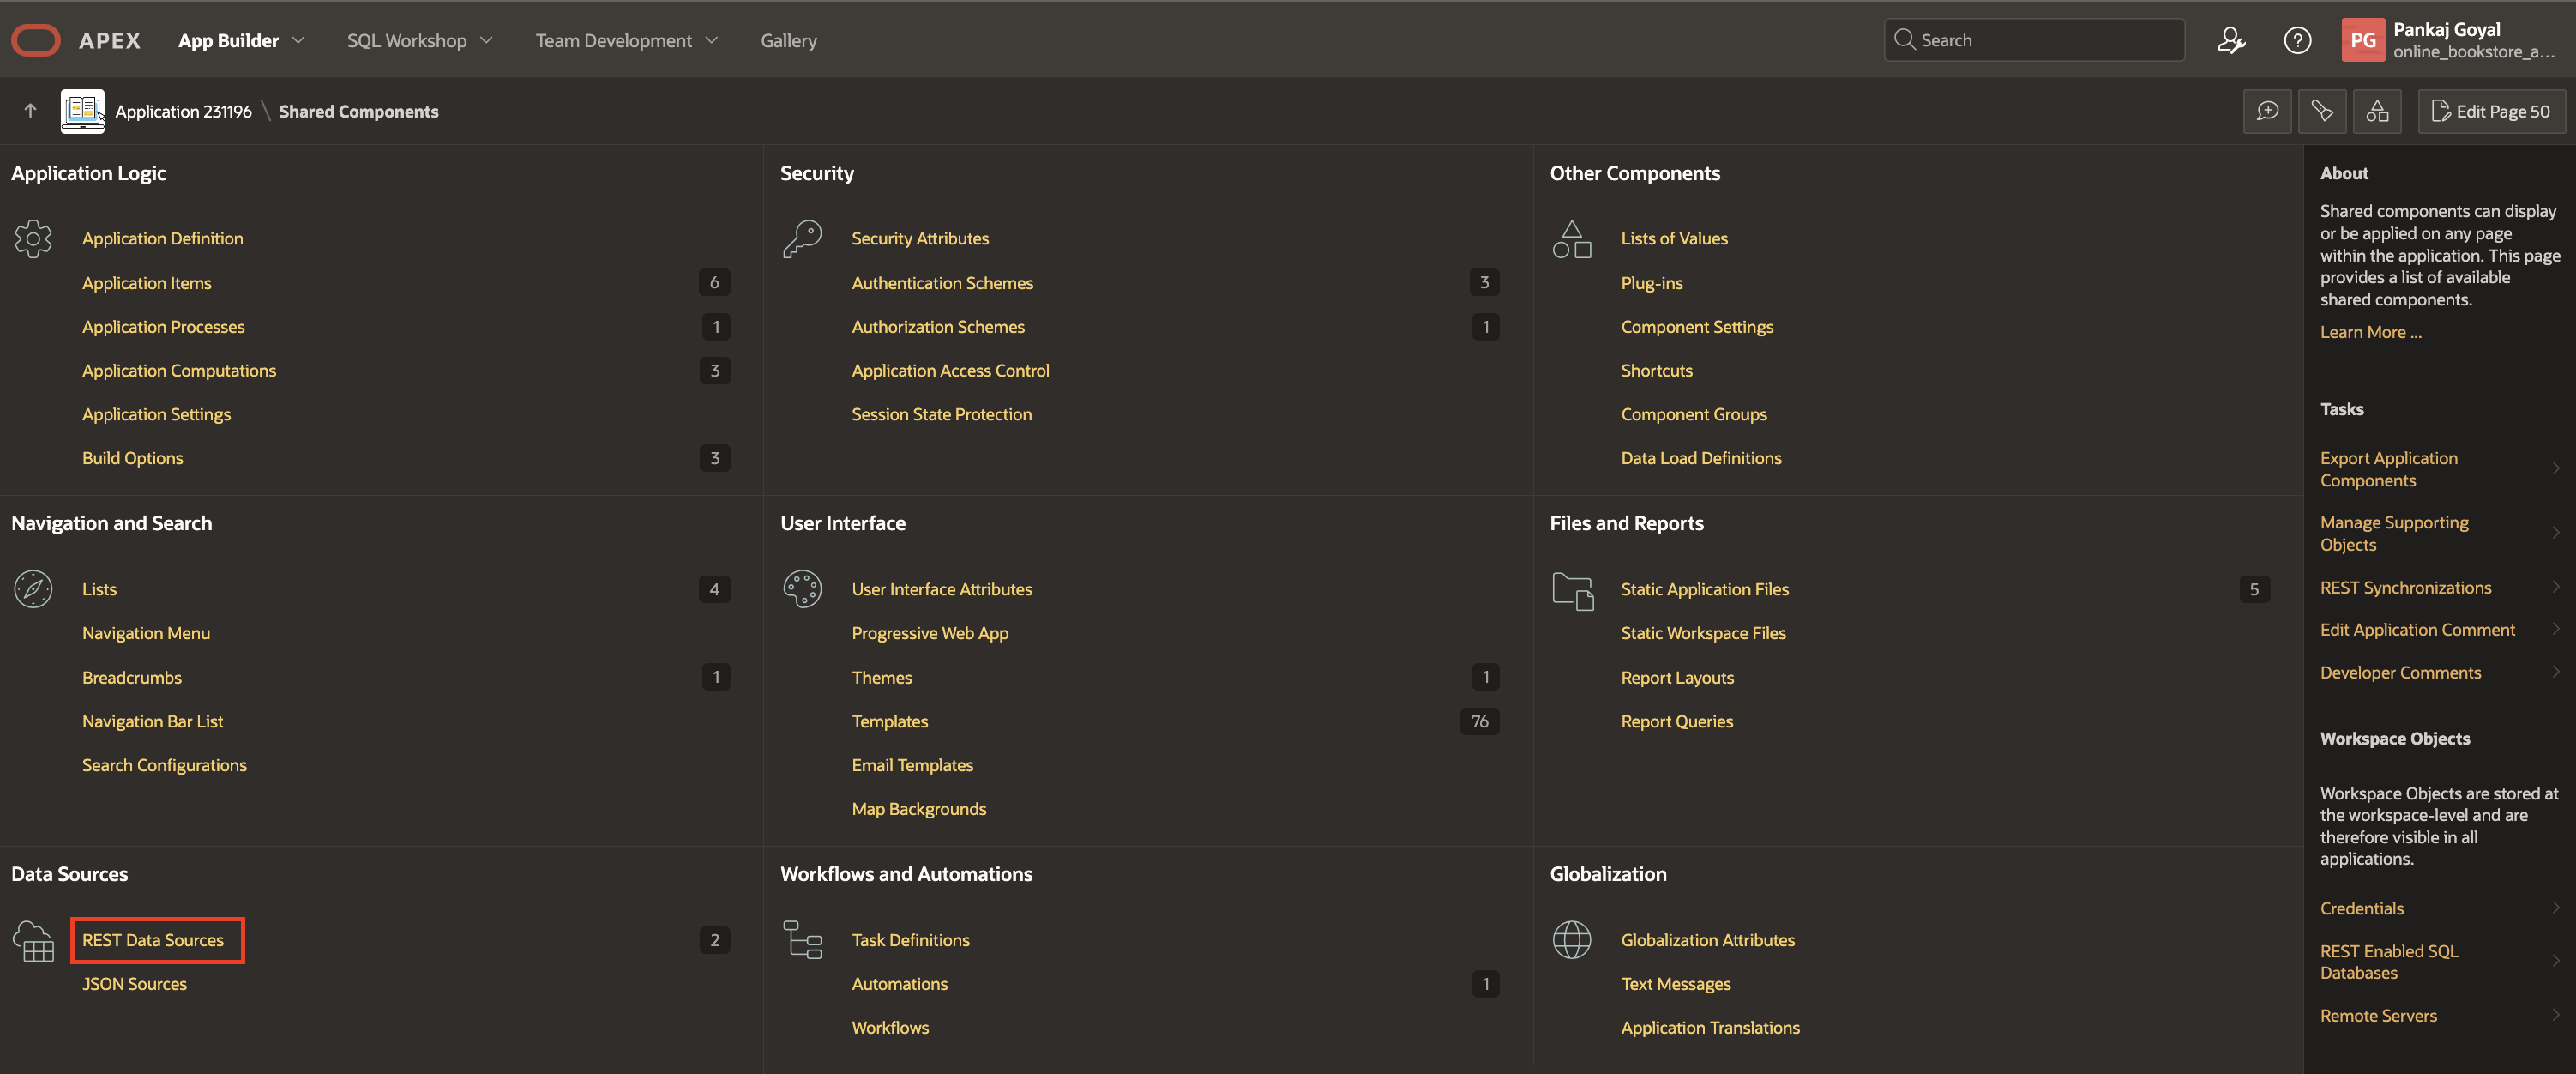 APEX
App Builder
SQL Workshop
Team Development
Gallery
Search
PG
Pankaj Goyal
online_bookstore_a...
Application 231196 \ Shared Components
Edit Page 50
Application Logic
Application Definition
Application Items 6
Application Processes 1
Application Computations 3
Application Settings
Build Options 3
Security
Security Attributes
Authentication Schemes 3
Authorization Schemes 1
Application Access Control
Session State Protection
Other Components
Lists of Values
Plug-ins
Component Settings
Shortcuts
Component Groups
Data Load Definitions
Navigation and Search
Lists 4
Navigation Menu
Breadcrumbs 1
Navigation Bar List
Search Configurations
User Interface
User Interface Attributes
Progressive Web App
Themes 1
Templates 76
Email Templates
Map Backgrounds
Files and Reports
Static Application Files 5
Static Workspace Files
Report Layouts
Report Queries
Data Sources
REST Data Sources 2
JSON Sources
Workflows and Automations
Task Definitions
Automations 1
Workflows
Globalization
Globalization Attributes
Text Messages
Application Translations
About
Shared components can display
or be applied on any page
within the application. This page
provides a list of available
shared components.
Learn More ...
Tasks
Export Application
Components
Manage Supporting
Objects
REST Synchronizations
Edit Application Comment
Developer Comments
Workspace Objects
Workspace Objects are stored at
the workspace-level and are
therefore visible in all
applications.
Credentials
REST Enabled SQL
Databases
Remote Servers